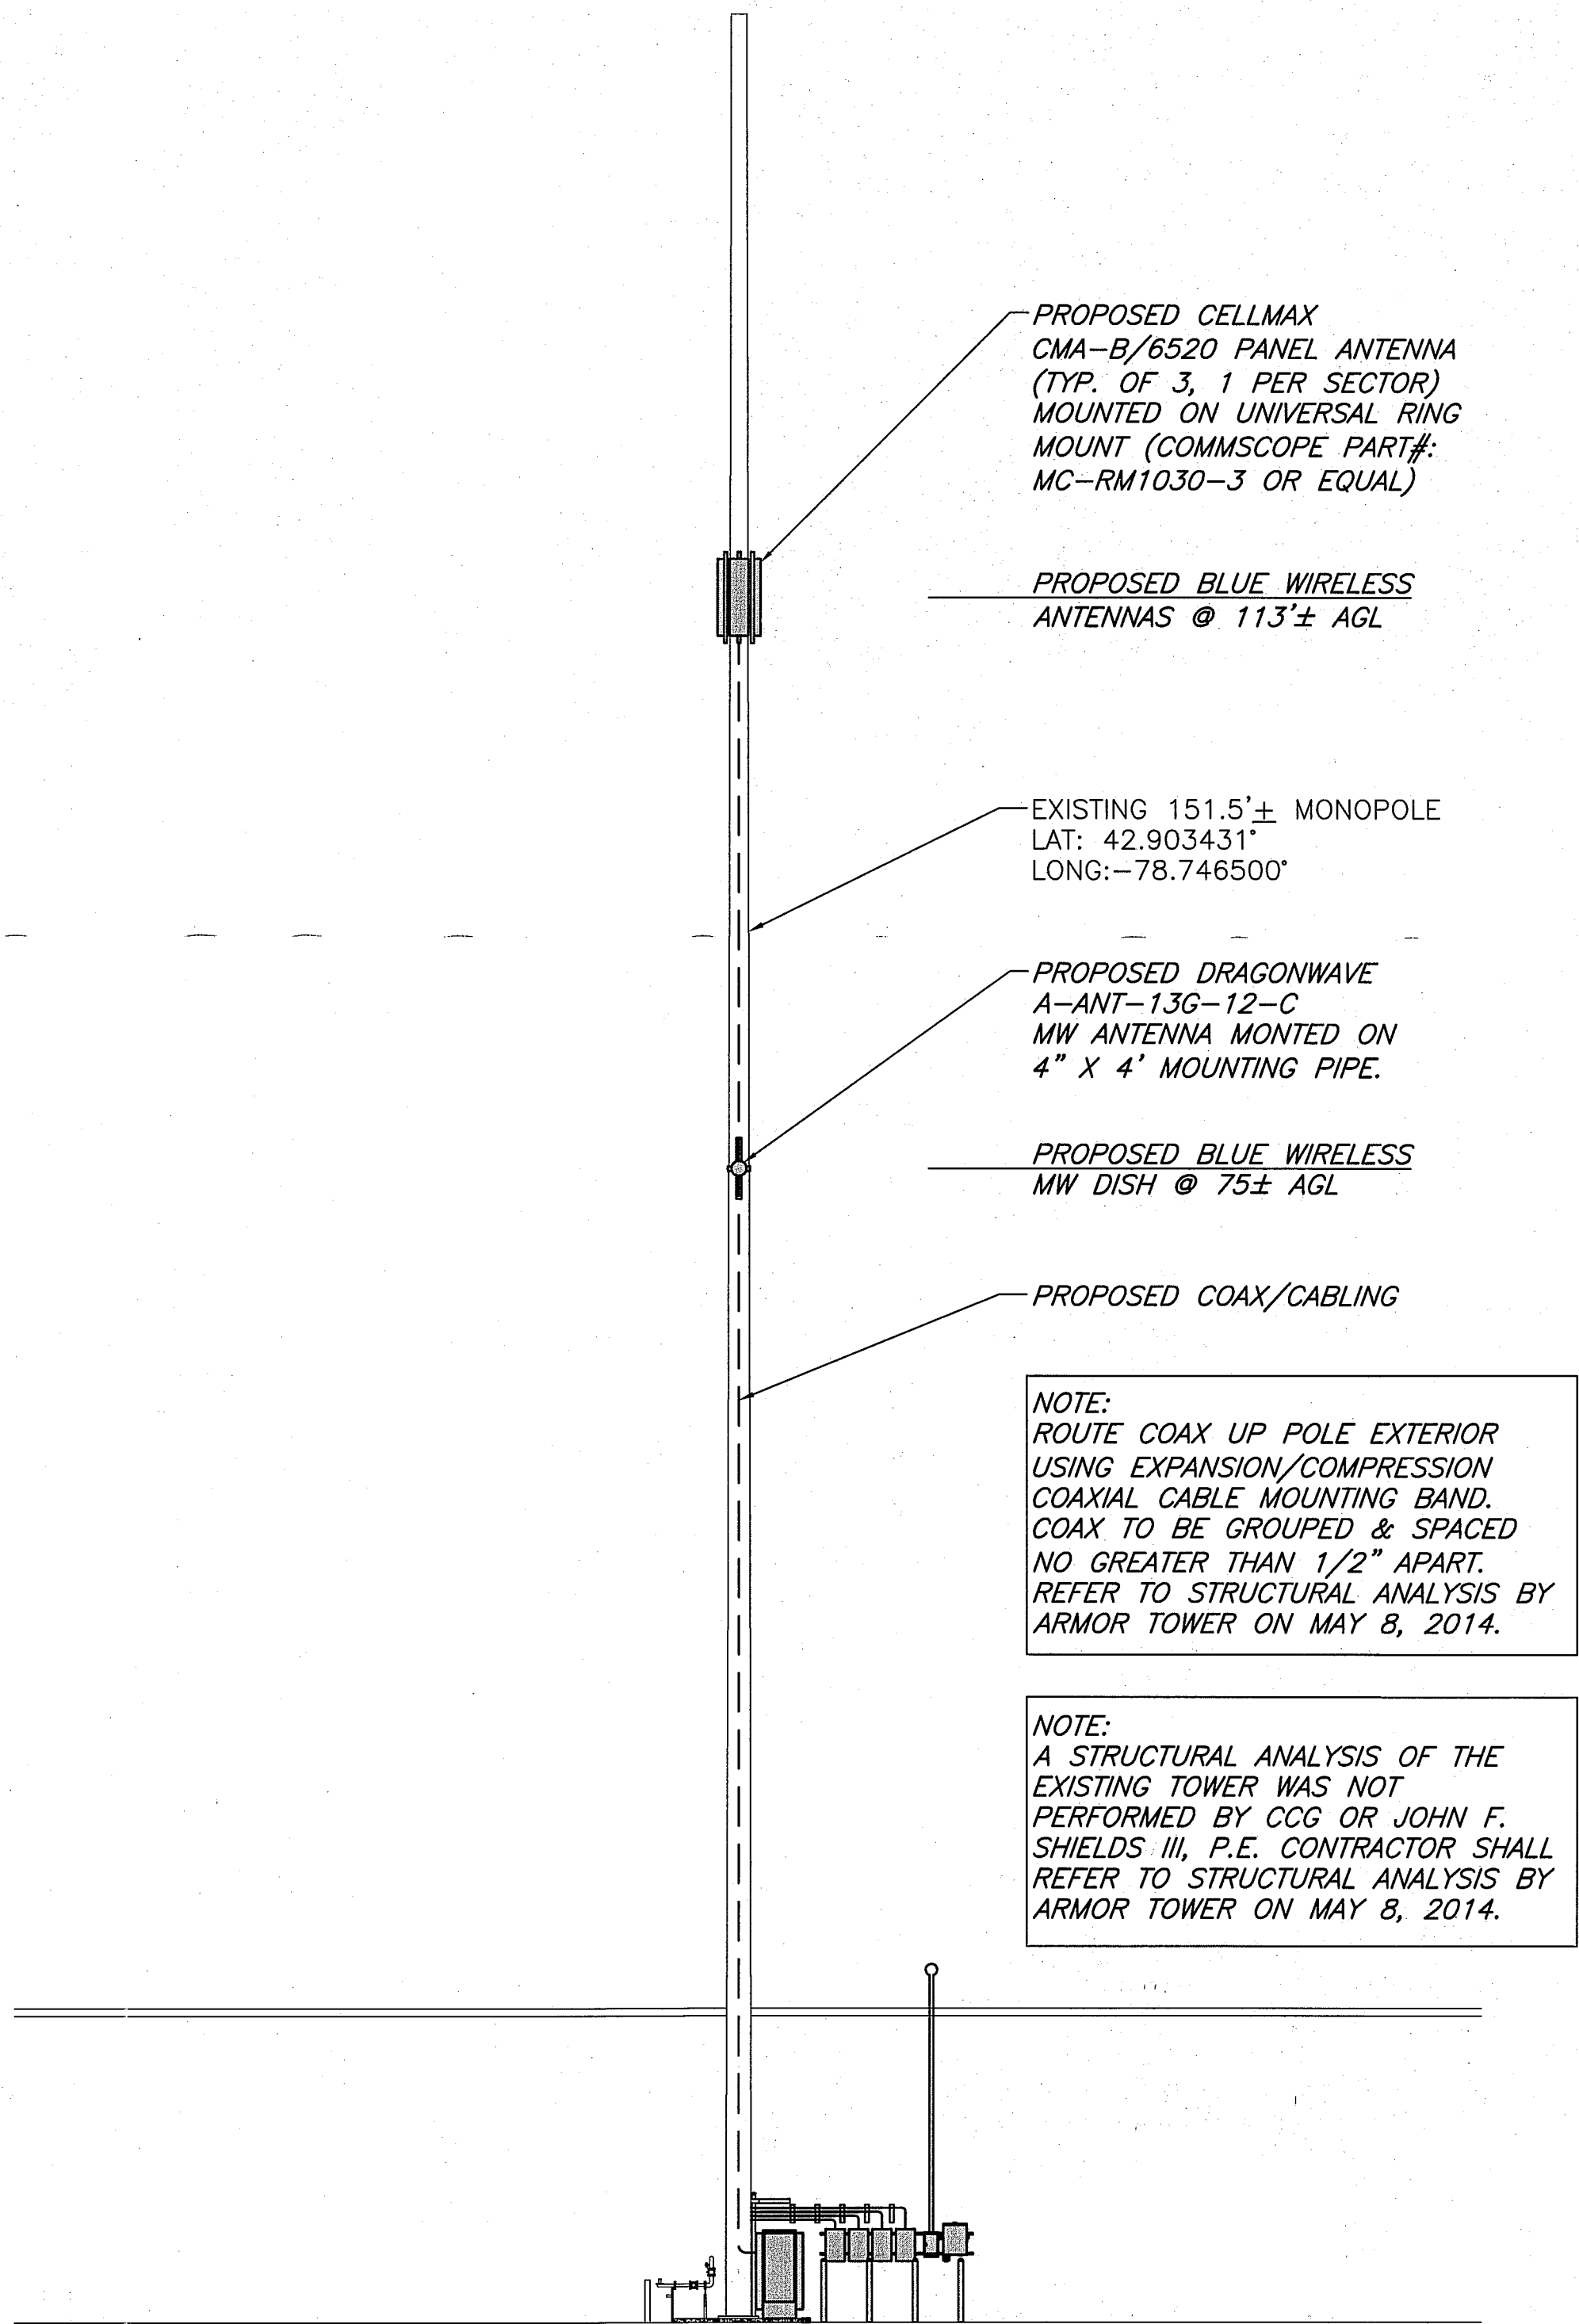 PROPOSED CELLMAX
CMA-B/6520 PANEL ANTENNA
(TYP. OF 3, 1 PER SECTOR)
MOUNTED ON UNIVERSAL RING
MOUNT (COMMSCOPE PART#:
MC-RM1030-3 OR EQUAL)
PROPOSED BLUE WIRELESS
ANTENNAS @ 113'± AGL
EXISTING 151.5'± MONOPOLE
LAT: 42.903431°
LONG:-78.746500°
PROPOSED DRAGONWAVE
A-ANT-13G-12-C
MW ANTENNA MONTED ON
4" X 4' MOUNTING PIPE.
PROPOSED BLUE WIRELESS
MW DISH @ 75± AGL
PROPOSED COAX/CABLING
NOTE:
ROUTE COAX UP POLE EXTERIOR
USING EXPANSION/COMPRESSION
COAXIAL CABLE MOUNTING BAND.
COAX TO BE GROUPED & SPACED
NO GREATER THAN 1/2" APART.
REFER TO STRUCTURAL ANALYSIS BY
ARMOR TOWER ON MAY 8, 2014.
NOTE:
A STRUCTURAL ANALYSIS OF THE
EXISTING TOWER WAS NOT
PERFORMED BY CCG OR JOHN F.
SHIELDS III, P.E. CONTRACTOR SHALL
REFER TO STRUCTURAL ANALYSIS BY
ARMOR TOWER ON MAY 8, 2014.